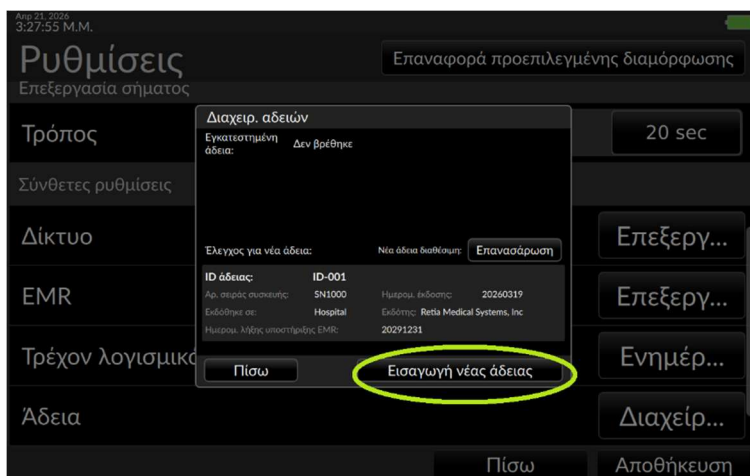 Απρ 21, 2026
3:27:55 Μ.Μ.
Ρυθμίσεις
Επαναφορά προεπιλεγμένης διαμόρφωσης
Επεξεργασία σήματος
Τρόπος
20 sec
Σύνθετες ρυθμίσεις
Δίκτυο
Επεξεργ...
EMR
Επεξεργ...
Τρέχον λογισμικό
Ενημέρ...
Άδεια
Διαχείρ...
Πίσω
Αποθήκευση
Διαχειρ. αδειών
Εγκατεστημένη άδεια:
Δεν βρέθηκε
Έλεγχος για νέα άδεια:
Νέα άδεια διαθέσιμη:
Επανασάρωση
ID άδειας: ID-001
Αρ. σειράς συσκευής: SN1000 Ημερομ. έκδοσης: 20260319
Εκδόθηκε σε: Hospital Εκδότης: Retia Medical Systems, Inc
Ημερομ. λήξης υποστήριξης EMR: 20291231
Πίσω
Εισαγωγή νέας άδειας